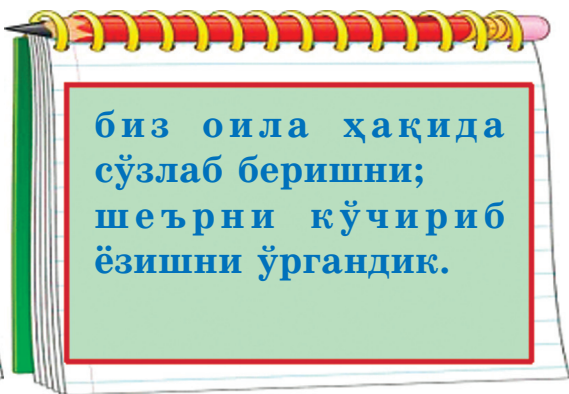 биз оила ҳақида
сўзлаб беришни;
шеърни кўчириб
ёзишни ўргандик.